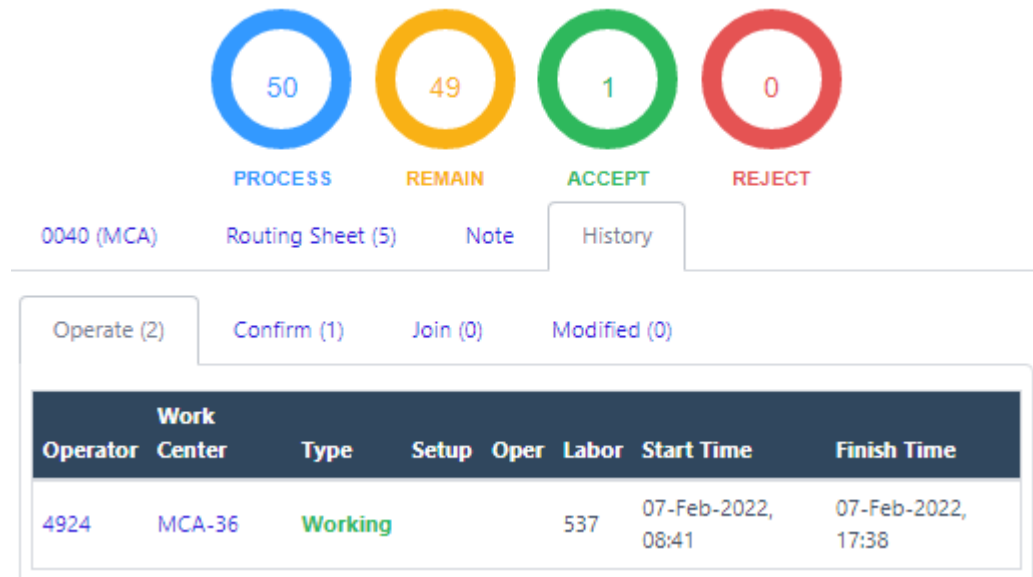 50 49 1 0
PROCESS REMAIN ACCEPT REJECT
0040 (MCA) Routing Sheet (5) Note History
Operate (2) Confirm (1) Join (0) Modified (0)
Operator Work Center Type Setup Oper Labor Start Time Finish Time
4924 MCA-36 Working 537 07-Feb-2022, 08:41 07-Feb-2022, 17:38